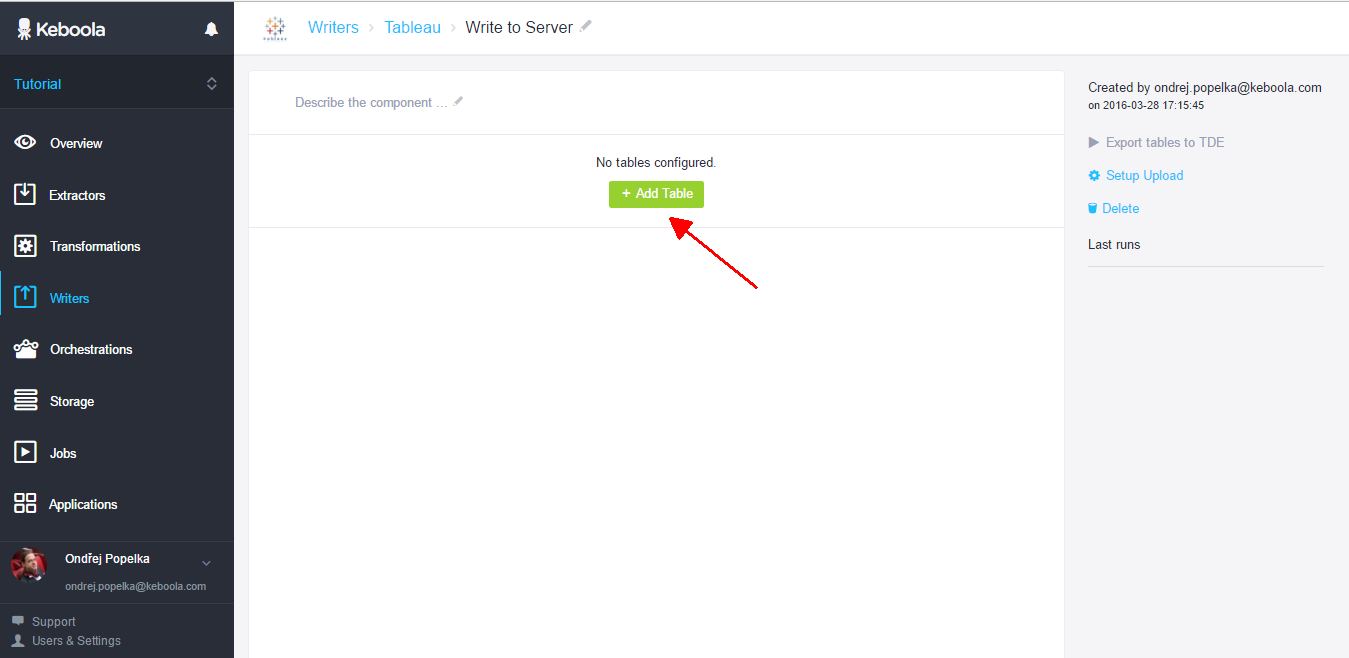 Keboola
Tutorial
Overview
Extractors
Transformations
Writers
Orchestrations
Storage
Jobs
Applications
Ondřej Popelka
ondrej.popelka@keboola.com
Support
Users & Settings
+tableau
Writers > Tableau > Write to Server
Describe the component ...
No tables configured.
+ Add Table
Created by ondrej.popelka@keboola.com
on 2016-03-28 17:15:45
Export tables to TDE
Setup Upload
Delete
Last runs